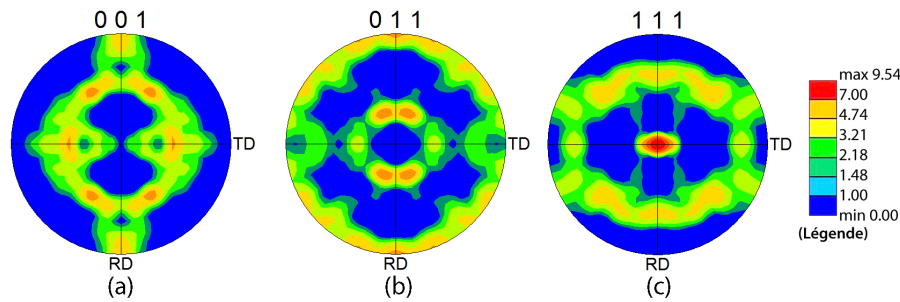 0 0 1
0 1 1
1 1 1
TD
TD
TD
RD
RD
RD
(a)
(b)
(c)
max 9.54
7.00
4.74
3.21
2.18
1.48
1.00
min 0.00
(Légende)